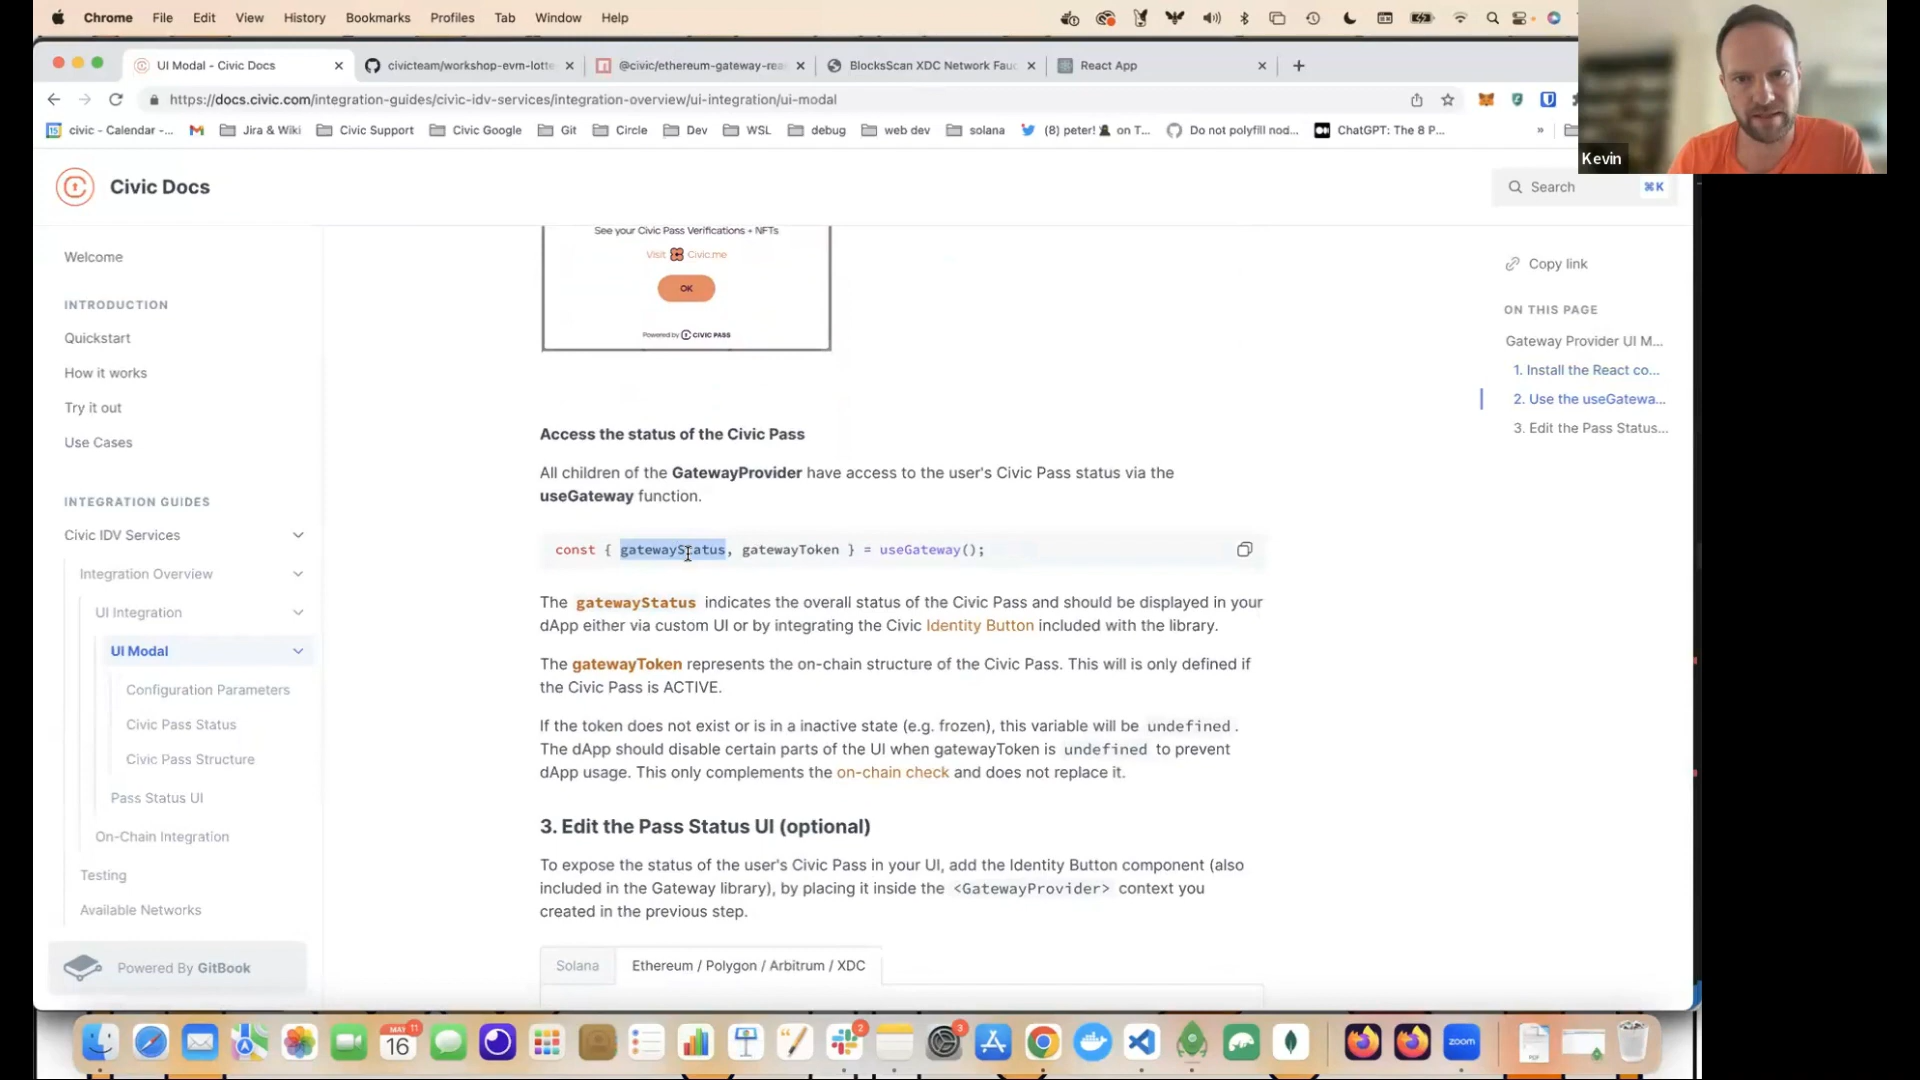 Chrome File Edit View History Bookmarks Profiles Tab Window Help
UI Modal - Civic Docs
civicteam/workshop-evm-lotte
@civic/ethereum-gateway-rea
BlocksScan XDC Network Fauc
React App
https://docs.civic.com/integration-guides/civic-idv-services/integration-overview/ui-integration/ui-modal
civic - Calendar -... Jira & Wiki Civic Support Civic Google Git Circle Dev WSL debug web dev solana (8) peter! on T... Do not polyfill nod... ChatGPT: The 8 P... »
Kevin
Civic Docs
Search ⌘K
Welcome
INTRODUCTION
Quickstart
How it works
Try it out
Use Cases
INTEGRATION GUIDES
Civic IDV Services
Integration Overview
UI Integration
UI Modal
Configuration Parameters
Civic Pass Status
Civic Pass Structure
Pass Status UI
On-Chain Integration
Testing
Available Networks
Powered By GitBook
See your Civic Pass Verifications + NFTs
Visit Civic.me
OK
Powered by CIVIC PASS
Access the status of the Civic Pass
All children of the GatewayProvider have access to the user's Civic Pass status via the
useGateway function.
const { gatewayStatus, gatewayToken } = useGateway();
The gatewayStatus indicates the overall status of the Civic Pass and should be displayed in your
dApp either via custom UI or by integrating the Civic Identity Button included with the library.
The gatewayToken represents the on-chain structure of the Civic Pass. This will is only defined if
the Civic Pass is ACTIVE.
If the token does not exist or is in a inactive state (e.g. frozen), this variable will be undefined.
The dApp should disable certain parts of the UI when gatewayToken is undefined to prevent
dApp usage. This only complements the on-chain check and does not replace it.
3. Edit the Pass Status UI (optional)
To expose the status of the user's Civic Pass in your UI, add the Identity Button component (also
included in the Gateway library), by placing it inside the <GatewayProvider> context you
created in the previous step.
Solana
Ethereum / Polygon / Arbitrum / XDC
Copy link
ON THIS PAGE
Gateway Provider UI M...
1. Install the React co...
2. Use the useGatewa...
3. Edit the Pass Status...
MAY 11
16
2
3
zoom
PDF